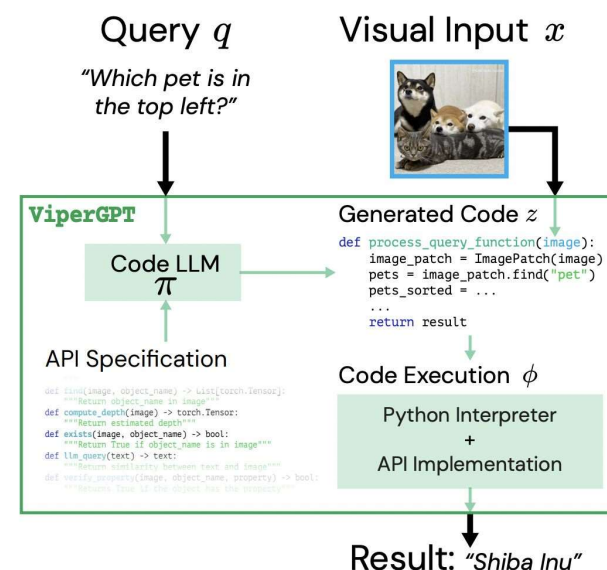 Query q
Visual Input x
“Which pet is in
the top left?”
ViperGPT
Code LLM
π
API Specification
def find(image, object_name) -> List[torch.Tensor]:
"""Return object_name in image"""
def compute_depth(image) -> torch.Tensor:
"""Return estimated depth"""
def exists(image, object_name) -> bool:
"""Return True if object_name is in image"""
def llm_query(text) -> text:
"""Return similarity between text and image"""
def verify_property(image, object_name, property) -> bool:
"""Returns True if the object has the property"""
Generated Code z
def process_query_function(image):
image_patch = ImagePatch(image)
pets = image_patch.find("pet")
pets_sorted = ...
...
return result
Code Execution ϕ
Python Interpreter
+
API Implementation
Result: “Shiba Inu”